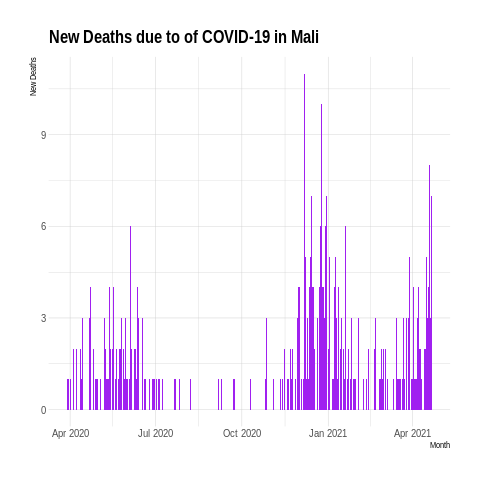 New Deaths due to of COVID-19 in Mali
New Deaths
9
6
3
0
Apr 2020 Jul 2020 Oct 2020 Jan 2021 Apr 2021
Month